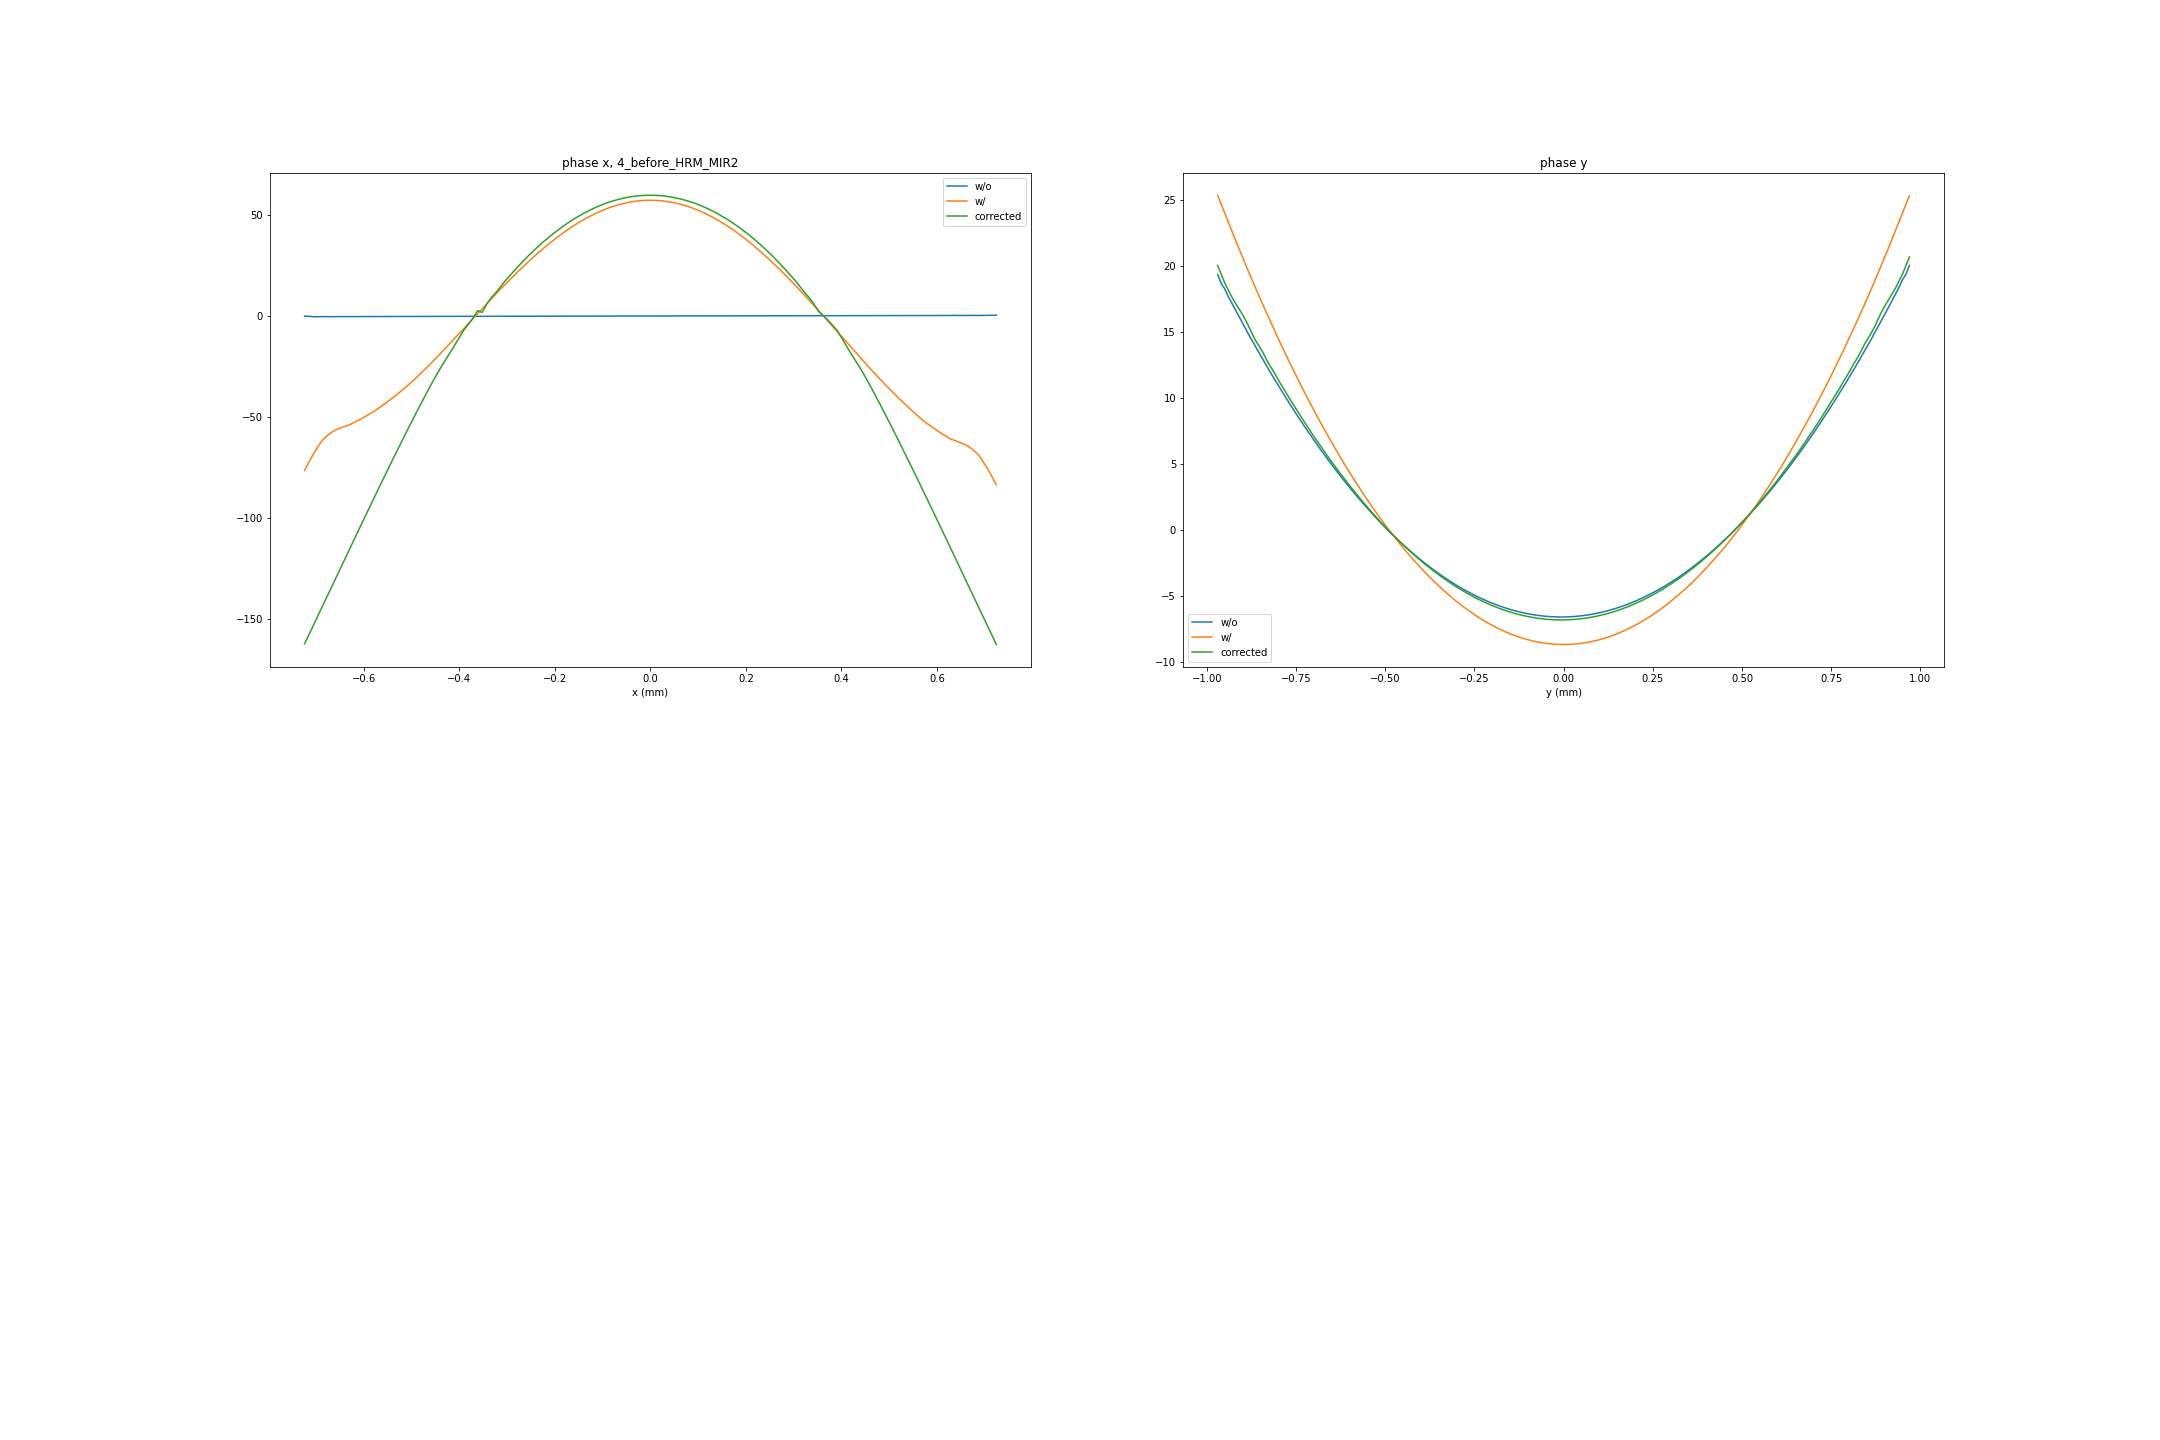 phase x, 4_before_HRM_MIR2
w/o
w/
corrected
50
0
−50
−100
−150
−0.6 −0.4 −0.2 0.0 0.2 0.4 0.6
x (mm)
phase y
25
20
15
10
5
0
−5
−10
w/o
w/
corrected
−1.00 −0.75 −0.50 −0.25 0.00 0.25 0.50 0.75 1.00
y (mm)